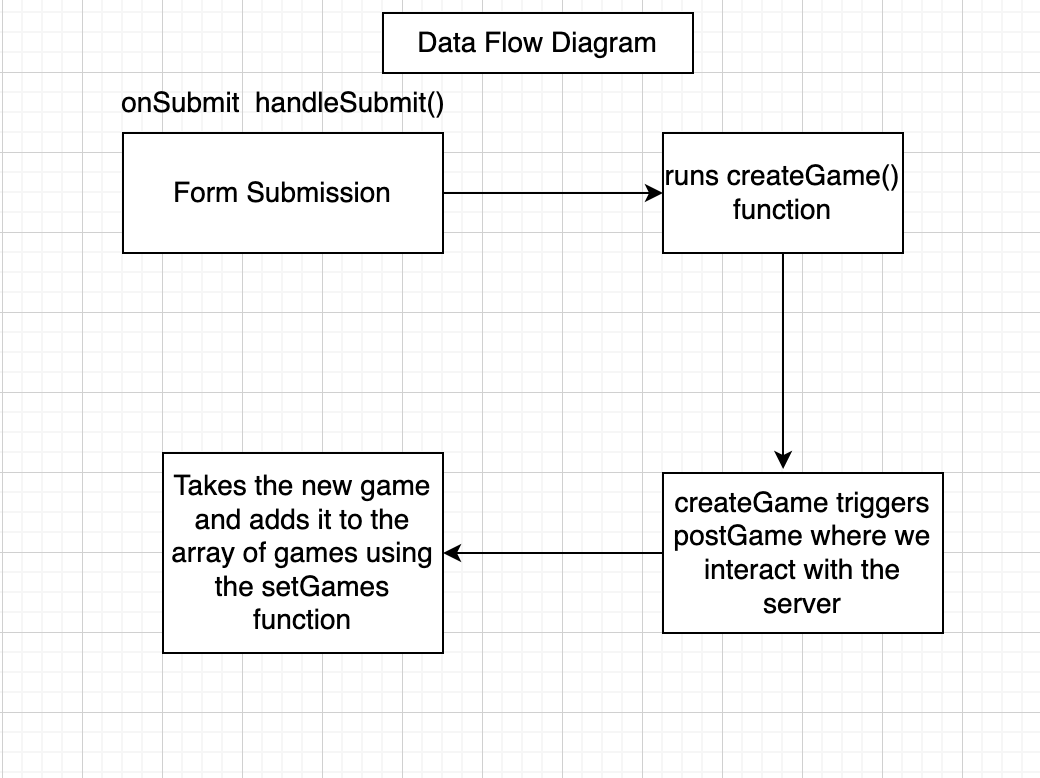 Data Flow Diagram
onSubmit handleSubmit()
Form Submission
runs createGame()
function
createGame triggers
postGame where we
interact with the
server
Takes the new game
and adds it to the
array of games using
the setGames
function